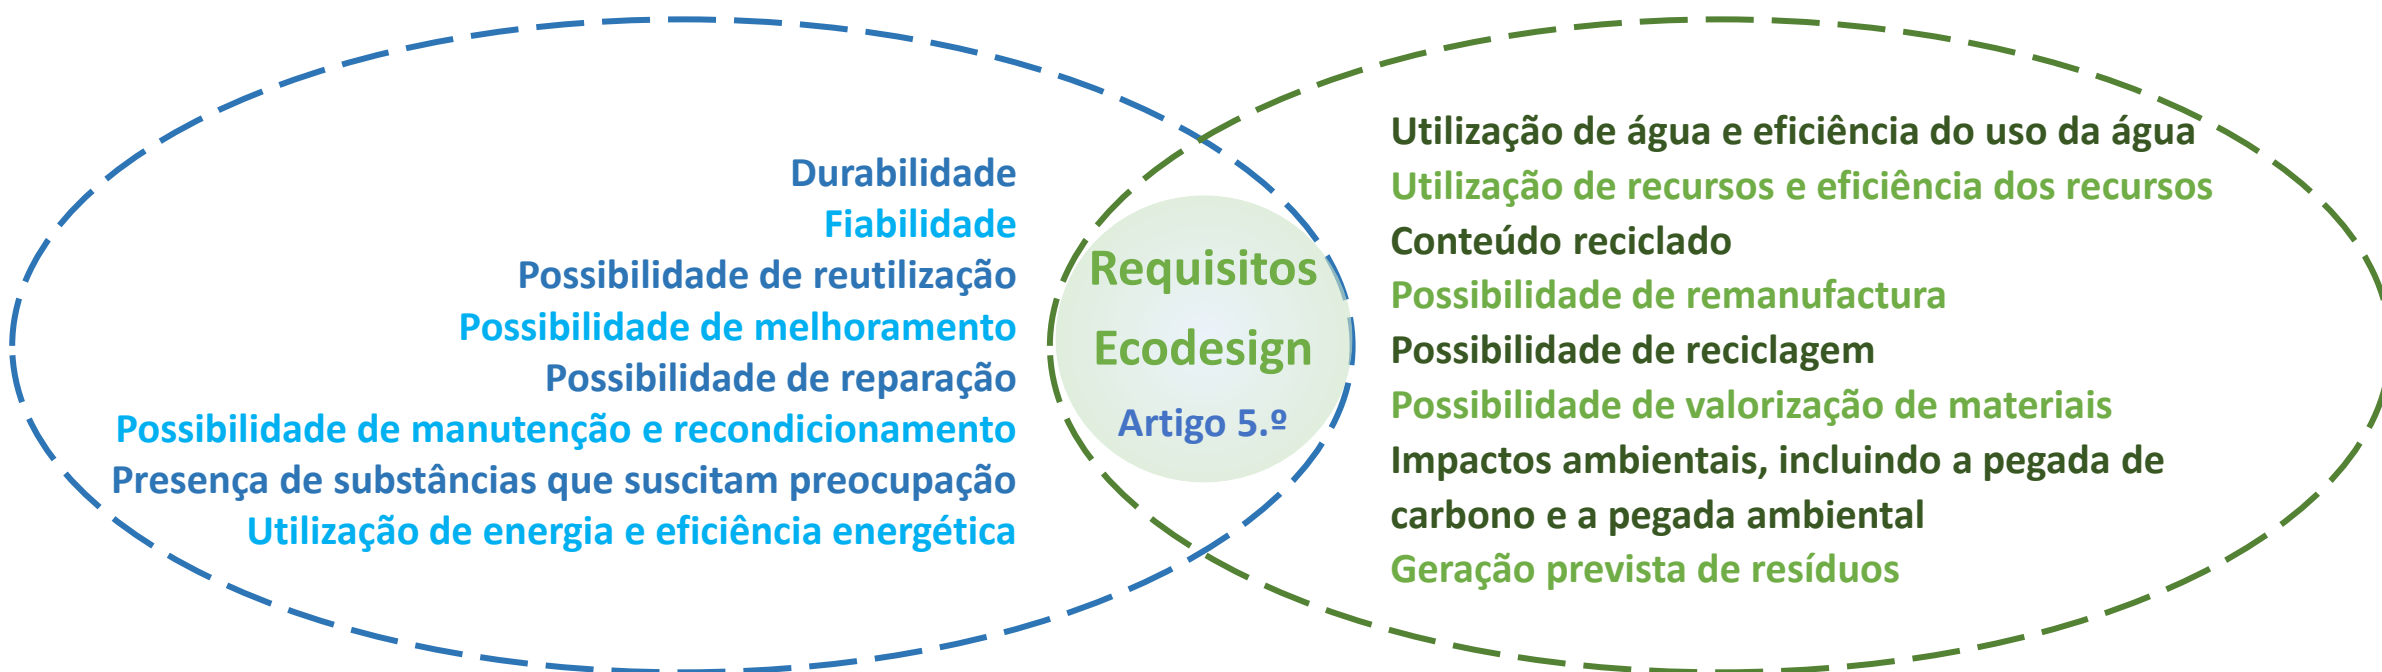 Durabilidade
Fiabilidade
Possibilidade de reutilização
Possibilidade de melhoramento
Possibilidade de reparação
Possibilidade de manutenção e recondicionamento
Presença de substâncias que suscitam preocupação
Utilização de energia e eficiência energética
Requisitos
Ecodesign
Artigo 5.º
Utilização de água e eficiência do uso da água
Utilização de recursos e eficiência dos recursos
Conteúdo reciclado
Possibilidade de remanufactura
Possibilidade de reciclagem
Possibilidade de valorização de materiais
Impactos ambientais, incluindo a pegada de
carbono e a pegada ambiental
Geração prevista de resíduos